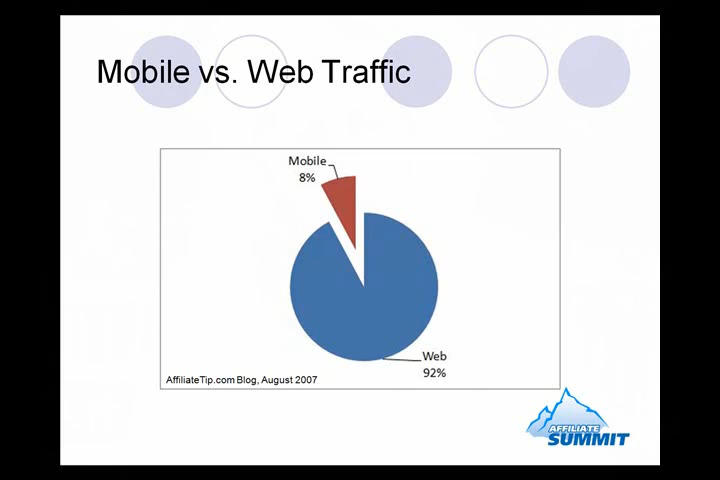 Mobile vs. Web Traffic
Mobile
8%
Web
92%
AffiliateTip.com Blog, August 2007
AFFILIATE
SUMMIT